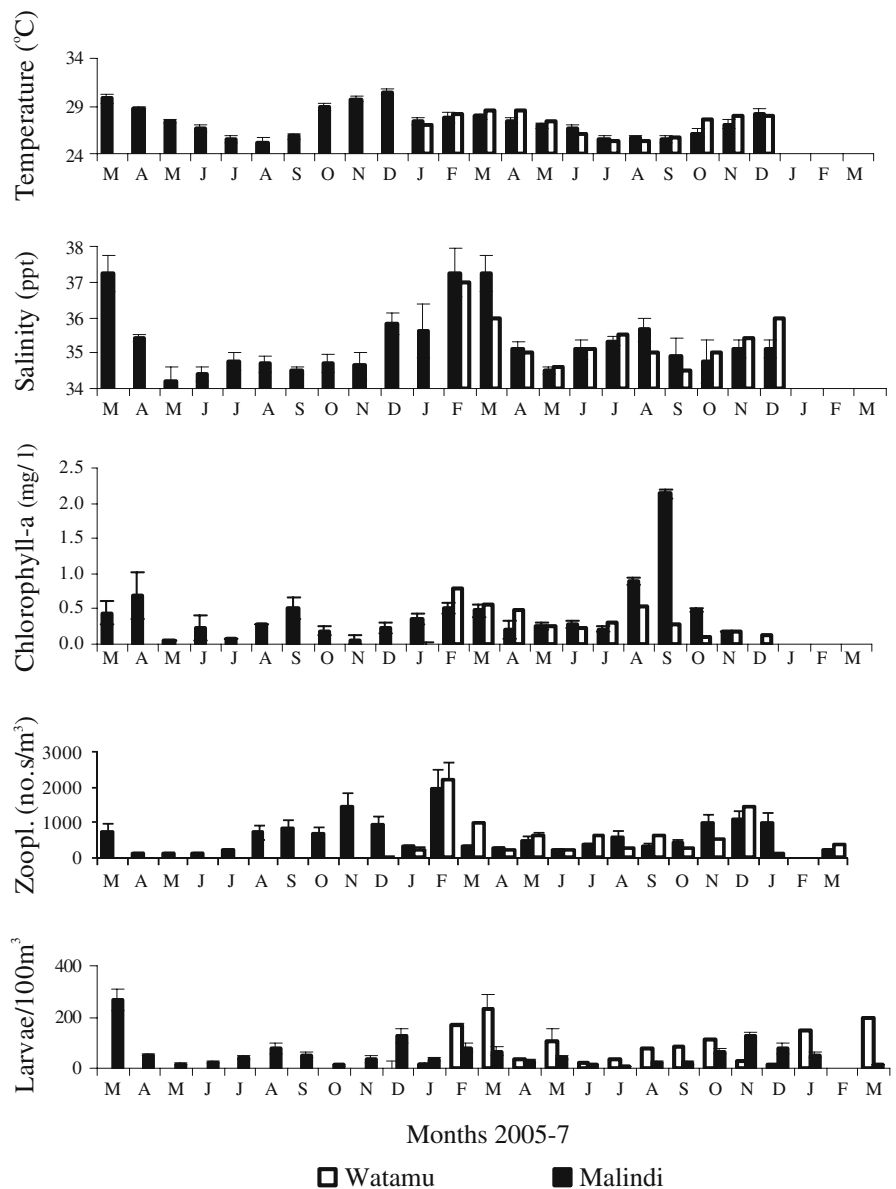 Temperature (°C)
34
29
24
M A M J J A S O N D J F M A M J J A S O N D J F M
Salinity (ppt)
38
37
36
35
34
M A M J J A S O N D J F M A M J J A S O N D J F M
Chlorophyll-a (mg/ l)
2.5
2.0
1.5
1.0
0.5
0.0
M A M J J A S O N D J F M A M J J A S O N D J F M
Zoopl. (no.s/m³)
3000
2000
1000
0
M A M J J A S O N D J F M A M J J A S O N D J F M
Larvae/100m³
400
200
0
M A M J J A S O N D J F M A M J J A S O N D J F M
Months 2005-7
Watamu Malindi